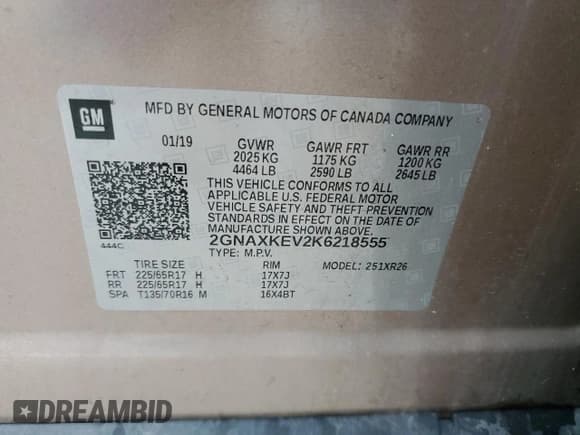 GM
MFD BY GENERAL MOTORS OF CANADA COMPANY
01/19 GVWR GAWR FRT GAWR RR
2025 KG 1175 KG 1200 KG
4464 LB 2590 LB 2645 LB
THIS VEHICLE CONFORMS TO ALL
APPLICABLE U.S. FEDERAL MOTOR
VEHICLE SAFETY AND THEFT
PREVENTION STANDARDS
IN EFFECT ON THE DATE OF
MANUFACTURE SHOWN ABOVE.
444C 2GNAXKEV2K6218555
TYPE: M.P.V.
TIRE SIZE RIM MODEL: 251XR26
FRT 225/65R17 H 17X7J
RR 225/65R17 H 17X7J
SPA T135/70R16 M 16X4BT
DREAMBID